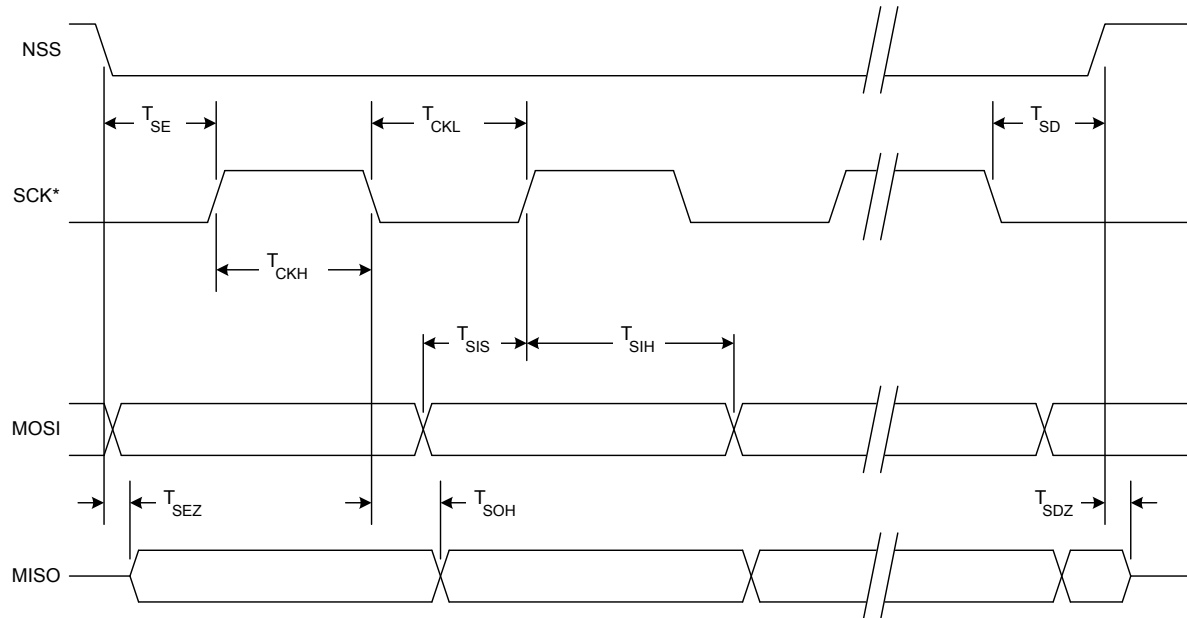 NSS
T_SE
T_CKL
T_SD
SCK*
T_CKH
T_SIS
T_SIH
MOSI
T_SEZ
T_SOH
T_SDZ
MISO